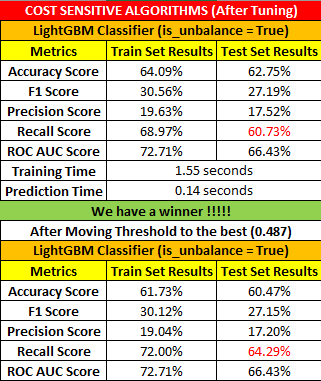 COST SENSITIVE ALGORITHMS (After Tuning)
LightGBM Classifier (is_unbalance = True)
Metrics Train Set Results Test Set Results
Accuracy Score 64.09% 62.75%
F1 Score 30.56% 27.19%
Precision Score 19.63% 17.52%
Recall Score 68.97% 60.73%
ROC AUC Score 72.71% 66.43%
Training Time 1.55 seconds
Prediction Time 0.14 seconds
We have a winner !!!!!
After Moving Threshold to the best (0.487)
LightGBM Classifier (is_unbalance = True)
Metrics Train Set Results Test Set Results
Accuracy Score 61.73% 60.47%
F1 Score 30.12% 27.15%
Precision Score 19.04% 17.20%
Recall Score 72.00% 64.29%
ROC AUC Score 72.71% 66.43%